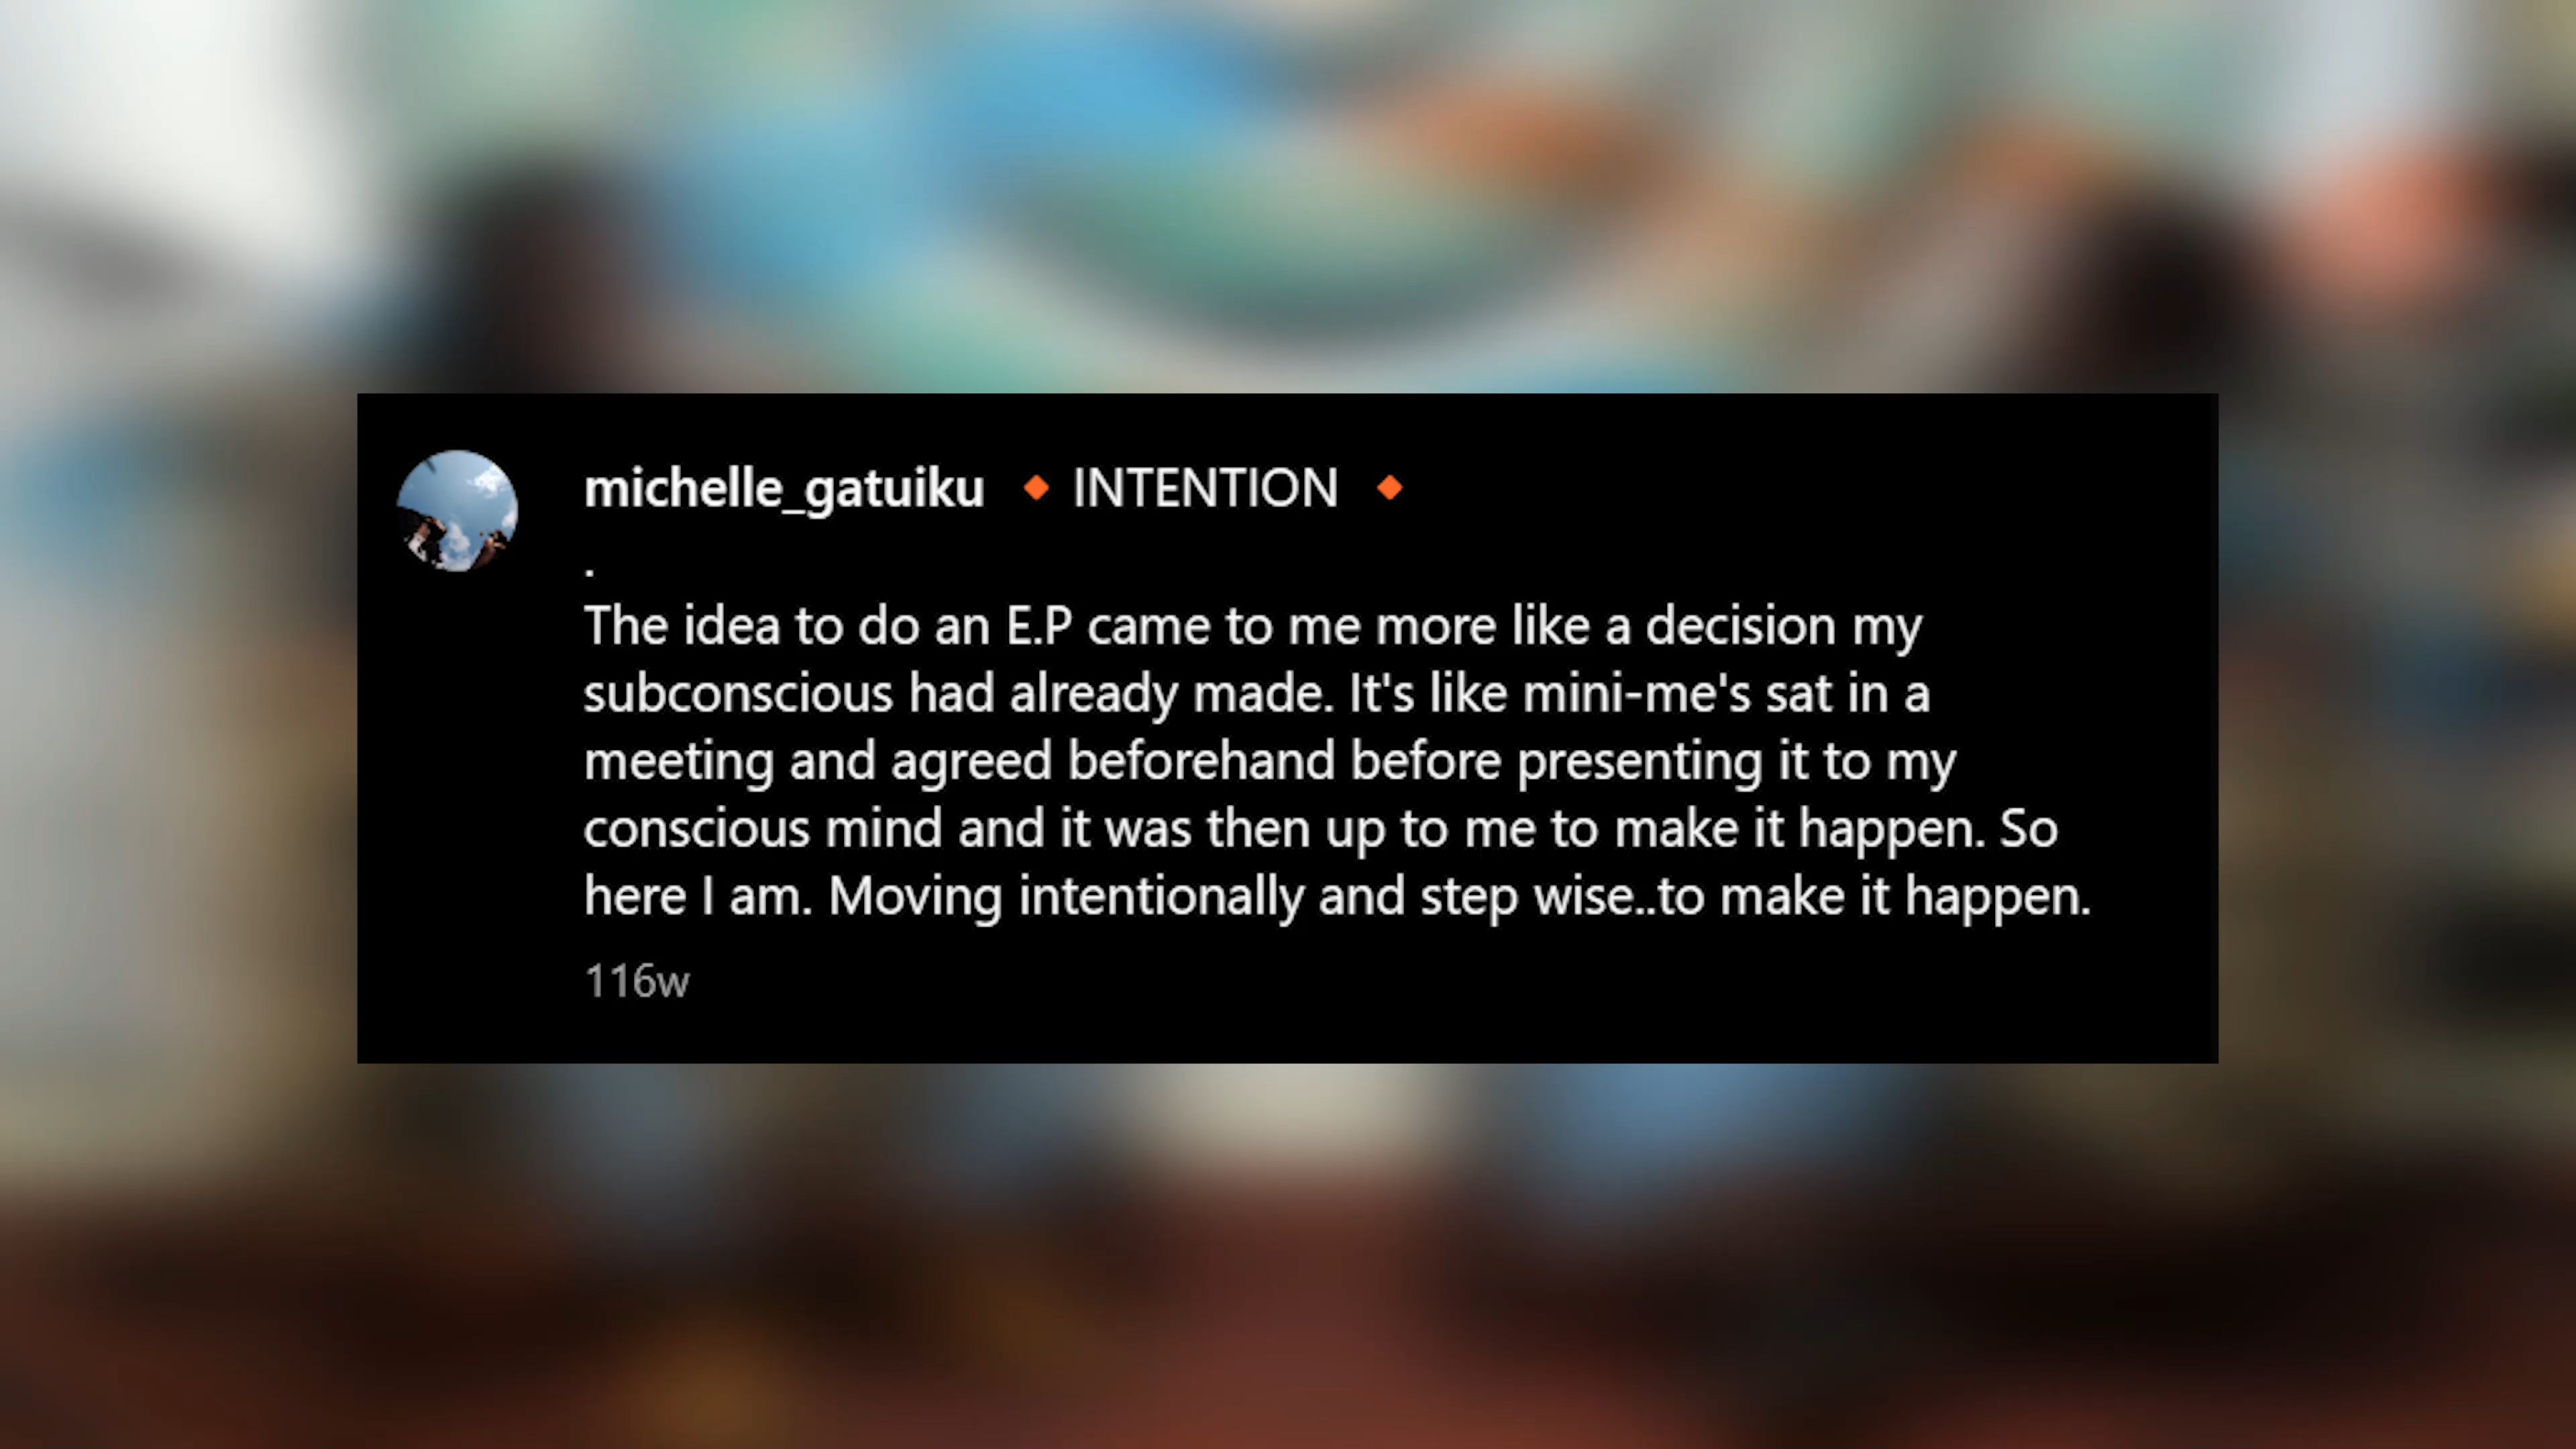 michelle_gatuiku 🔸 INTENTION 🔸
.
The idea to do an E.P came to me more like a decision my
subconscious had already made. It's like mini-me's sat in a
meeting and agreed beforehand before presenting it to my
conscious mind and it was then up to me to make it happen. So
here I am. Moving intentionally and step wise..to make it happen.
116w